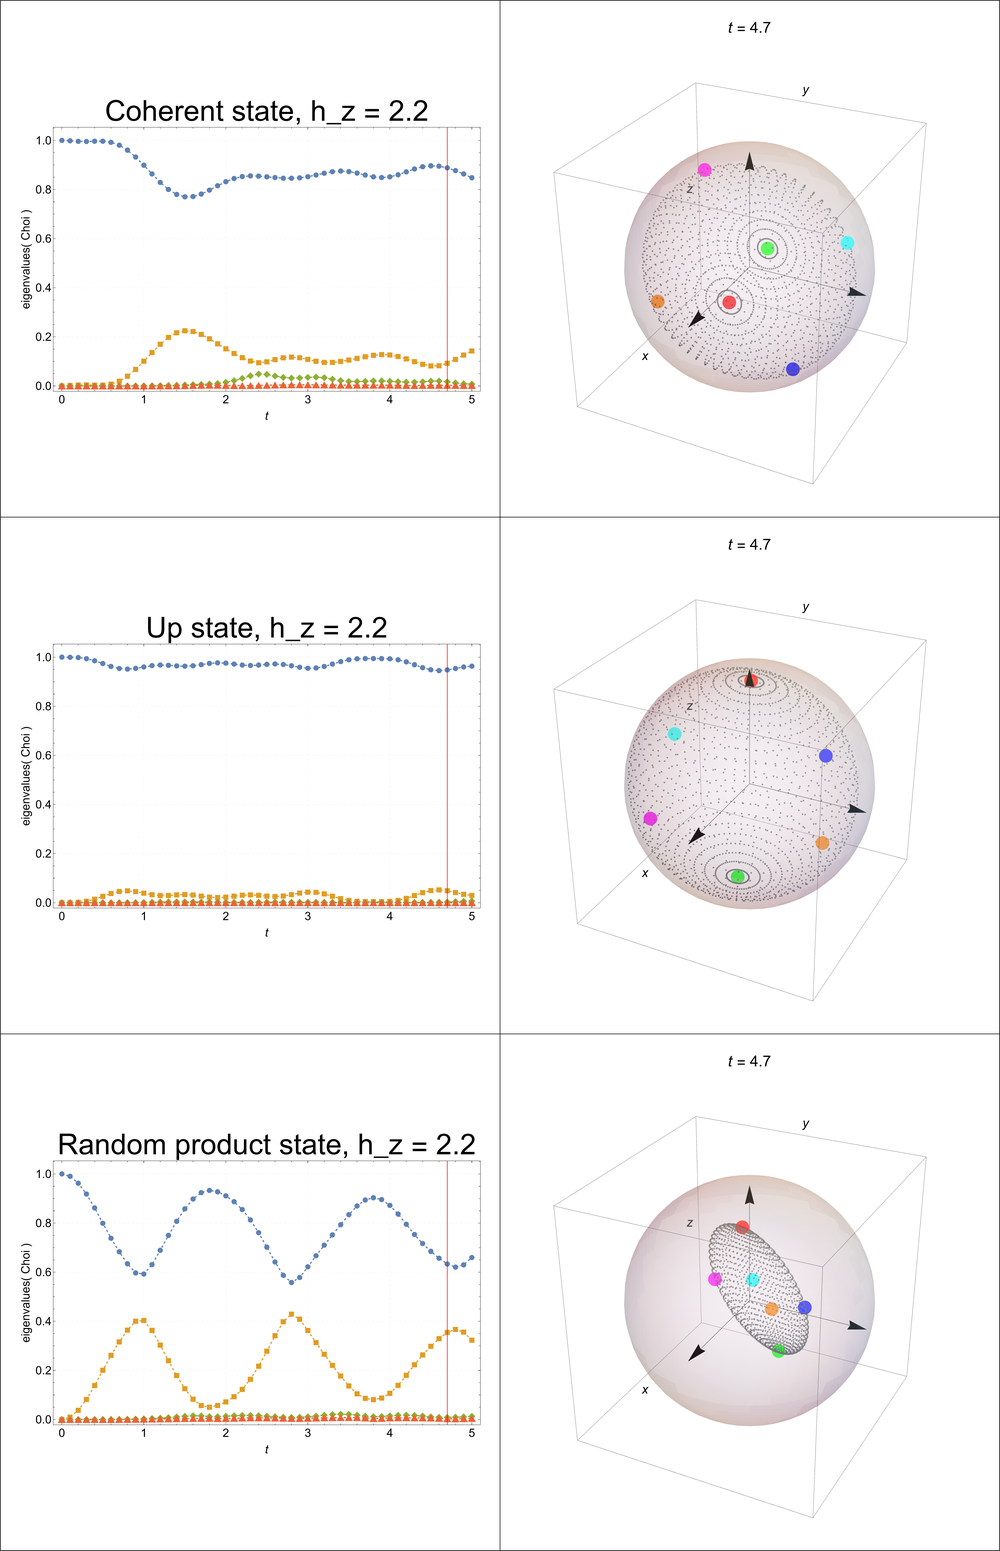 t = 4.7
Coherent state, h_z = 2.2
eigenvalues( Choi )
1.0
0.8
0.6
0.4
0.2
0.0
0 1 2 3 4 5
t
y
z
x
t = 4.7
Up state, h_z = 2.2
eigenvalues( Choi )
1.0
0.8
0.6
0.4
0.2
0.0
0 1 2 3 4 5
t
y
z
x
t = 4.7
Random product state, h_z = 2.2
eigenvalues( Choi )
1.0
0.8
0.6
0.4
0.2
0.0
0 1 2 3 4 5
t
y
z
x